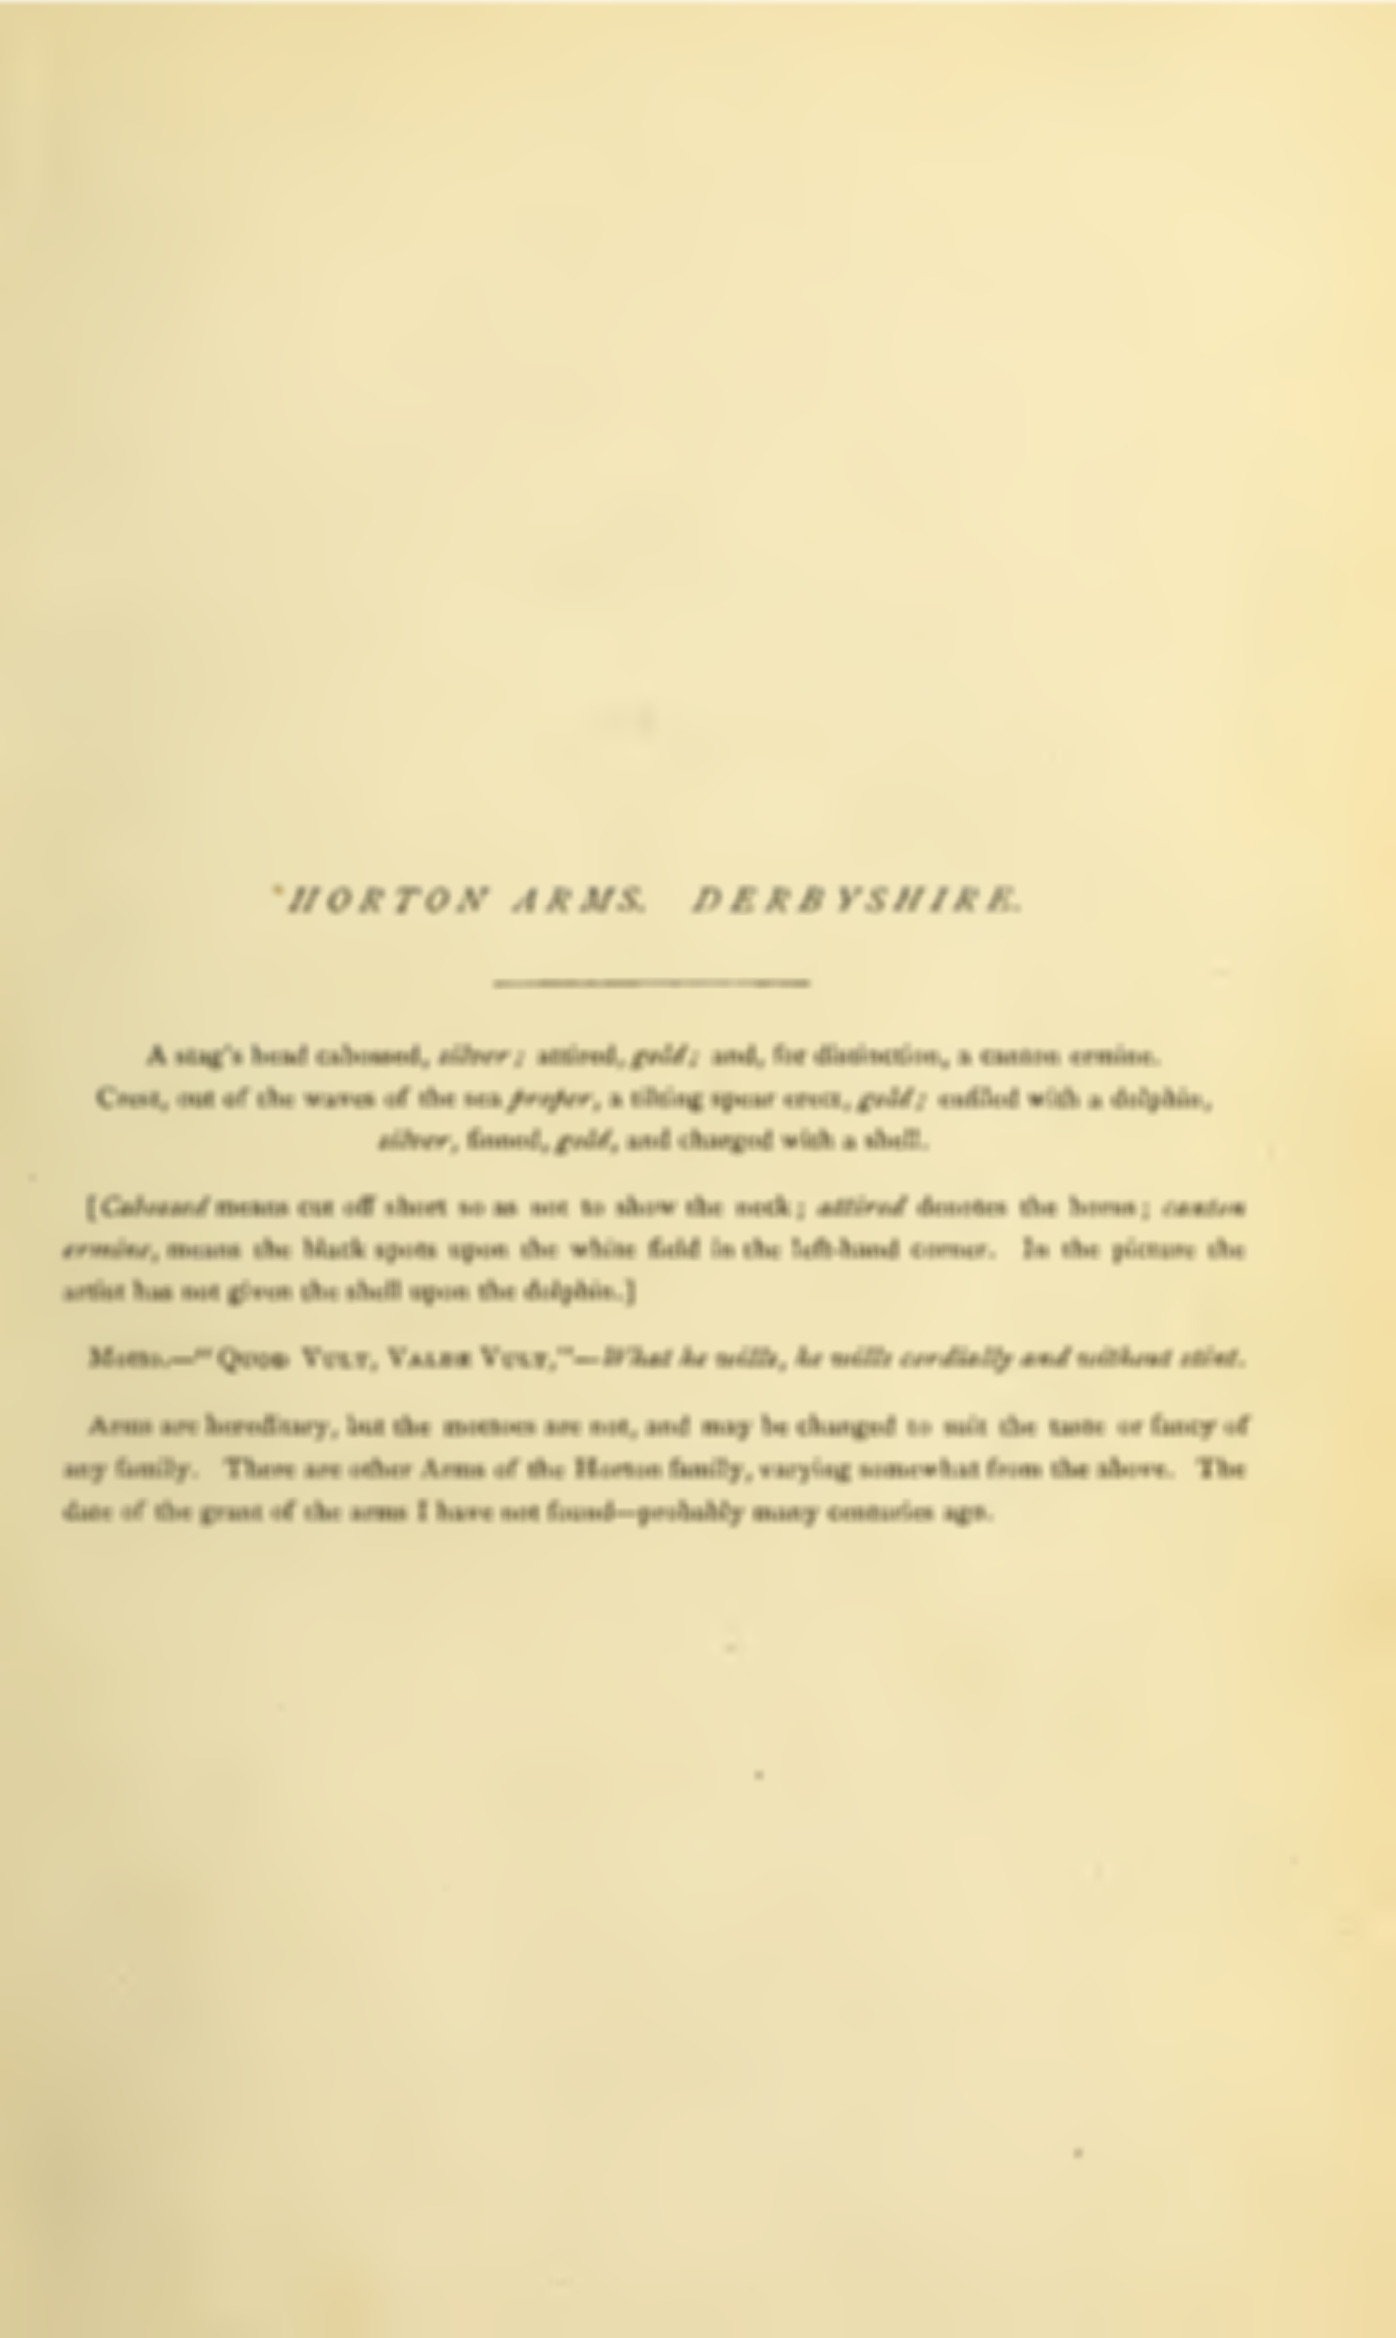 HORTON ARMS. DERBYSHIRE.
A stag's head cabossed, silver; attired, gold; and, for distinction, a canton ermine.
Crest, out of the waves of the sea proper, a tilting spear erect, gold; enfiled with a dolphin,
silver, finned, gold, and charged with a shell.
[Cabossed means cut off short so as not to show the neck; attired denotes the horns; canton
ermine, means the black spots upon the white field in the left-hand corner. In the picture the
artist has not given the shell upon the dolphin.]
Motto.—"QUOD VULT, VALDE VULT,"—What he wills, he wills cordially and without stint.
Arms are hereditary, but the mottoes are not, and may be changed to suit the taste or fancy of
any family. There are other Arms of the Horton family, varying somewhat from the above. The
date of the grant of the arms I have not found—probably many centuries ago.